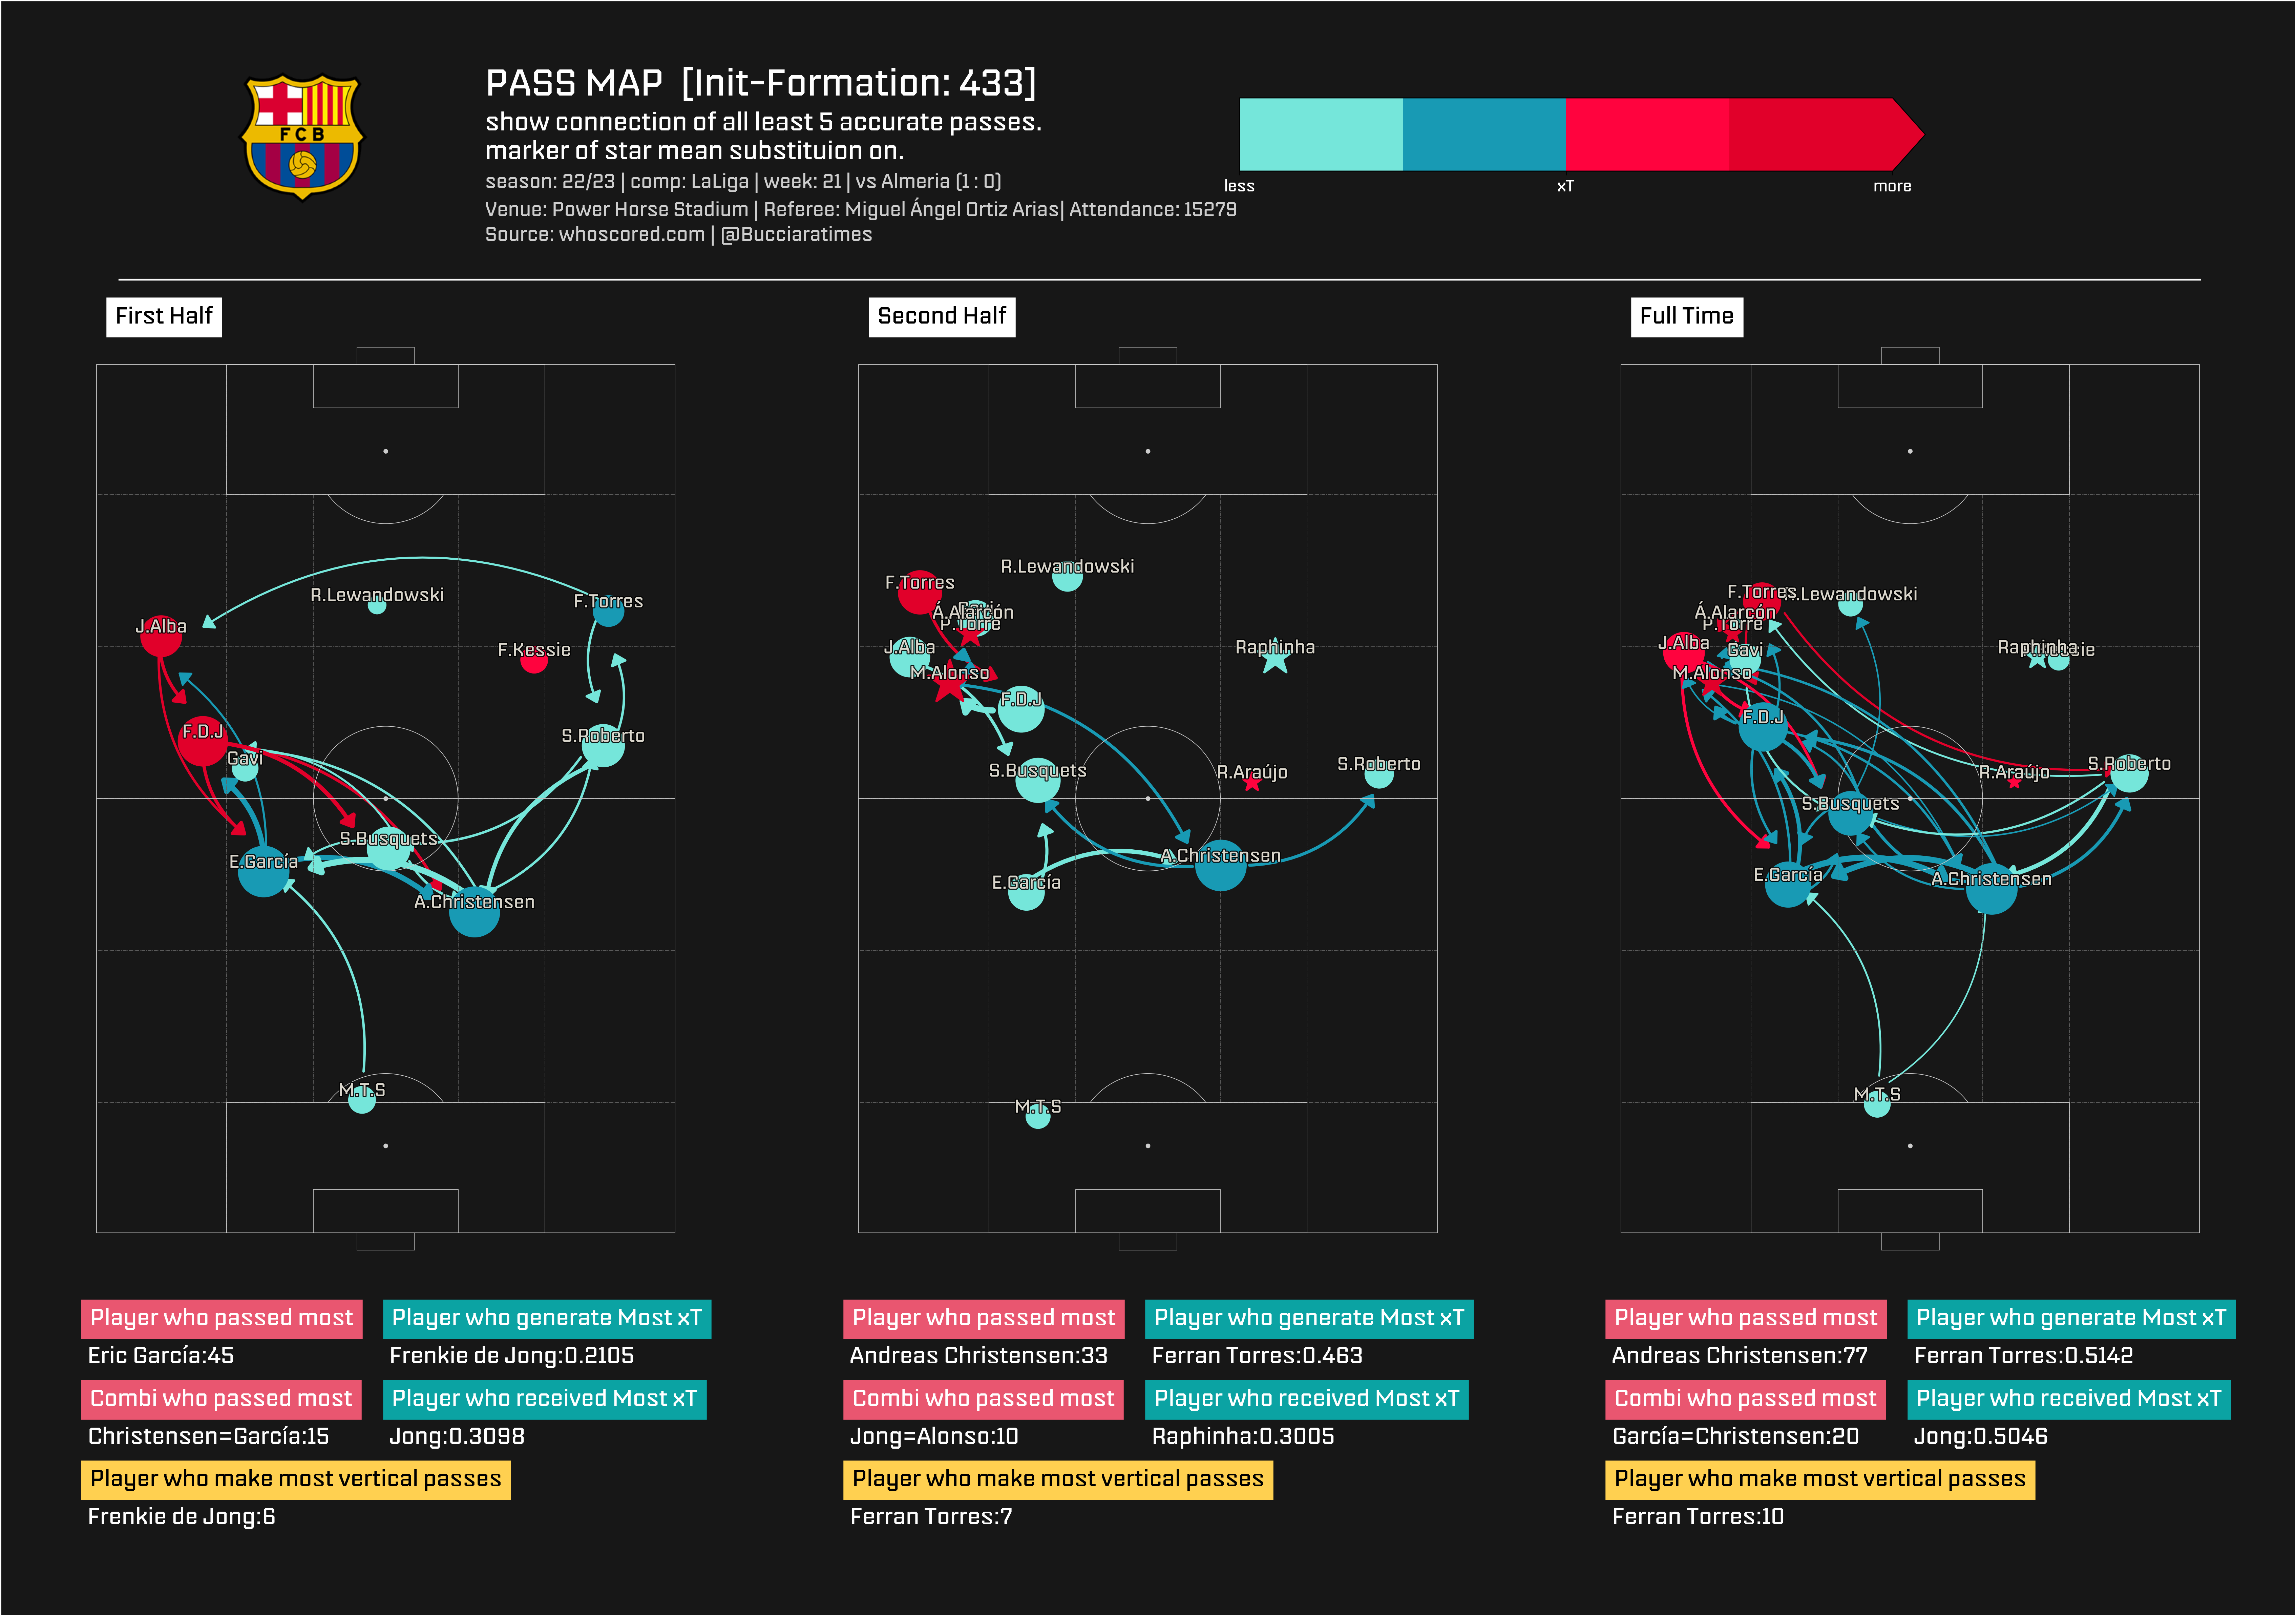 FCB
PASS MAP [Init-Formation: 433]
show connection of all least 5 accurate passes.
marker of star mean substituion on.
season: 22/23 | comp: LaLiga | week: 21 | vs Almeria (1 : 0)
Venue: Power Horse Stadium | Referee: Miguel Ángel Ortiz Arias| Attendance: 15279
Source: whoscored.com | @Bucciaratimes
less xT more
First Half
R.Lewandowski
F.Torres
J.Alba
F.Kessie
F.D.J
S.Roberto
Gavi
S.Busquets
E.García
A.Christensen
M.T.S
Player who passed most
Eric García:45
Player who generate Most xT
Frenkie de Jong:0.2105
Combi who passed most
Christensen=García:15
Player who received Most xT
Jong:0.3098
Player who make most vertical passes
Frenkie de Jong:6
Second Half
R.Lewandowski
F.Torres
Á.Alarcón
P.Torre
J.Alba
Raphinha
M.Alonso
F.D.J
S.Busquets
R.Araújo
S.Roberto
A.Christensen
E.García
M.T.S
Player who passed most
Andreas Christensen:33
Player who generate Most xT
Ferran Torres:0.463
Combi who passed most
Jong=Alonso:10
Player who received Most xT
Raphinha:0.3005
Player who make most vertical passes
Ferran Torres:7
Full Time
F.Torres
.Lewandowski
Á.Alarcón
P.Torre
J.Alba
Gavi
Raphinha
M.Alonso
F.D.J
S.Roberto
R.Araújo
S.Busquets
E.García
A.Christensen
M.T.S
Player who passed most
Andreas Christensen:77
Player who generate Most xT
Ferran Torres:0.5142
Combi who passed most
García=Christensen:20
Player who received Most xT
Jong:0.5046
Player who make most vertical passes
Ferran Torres:10